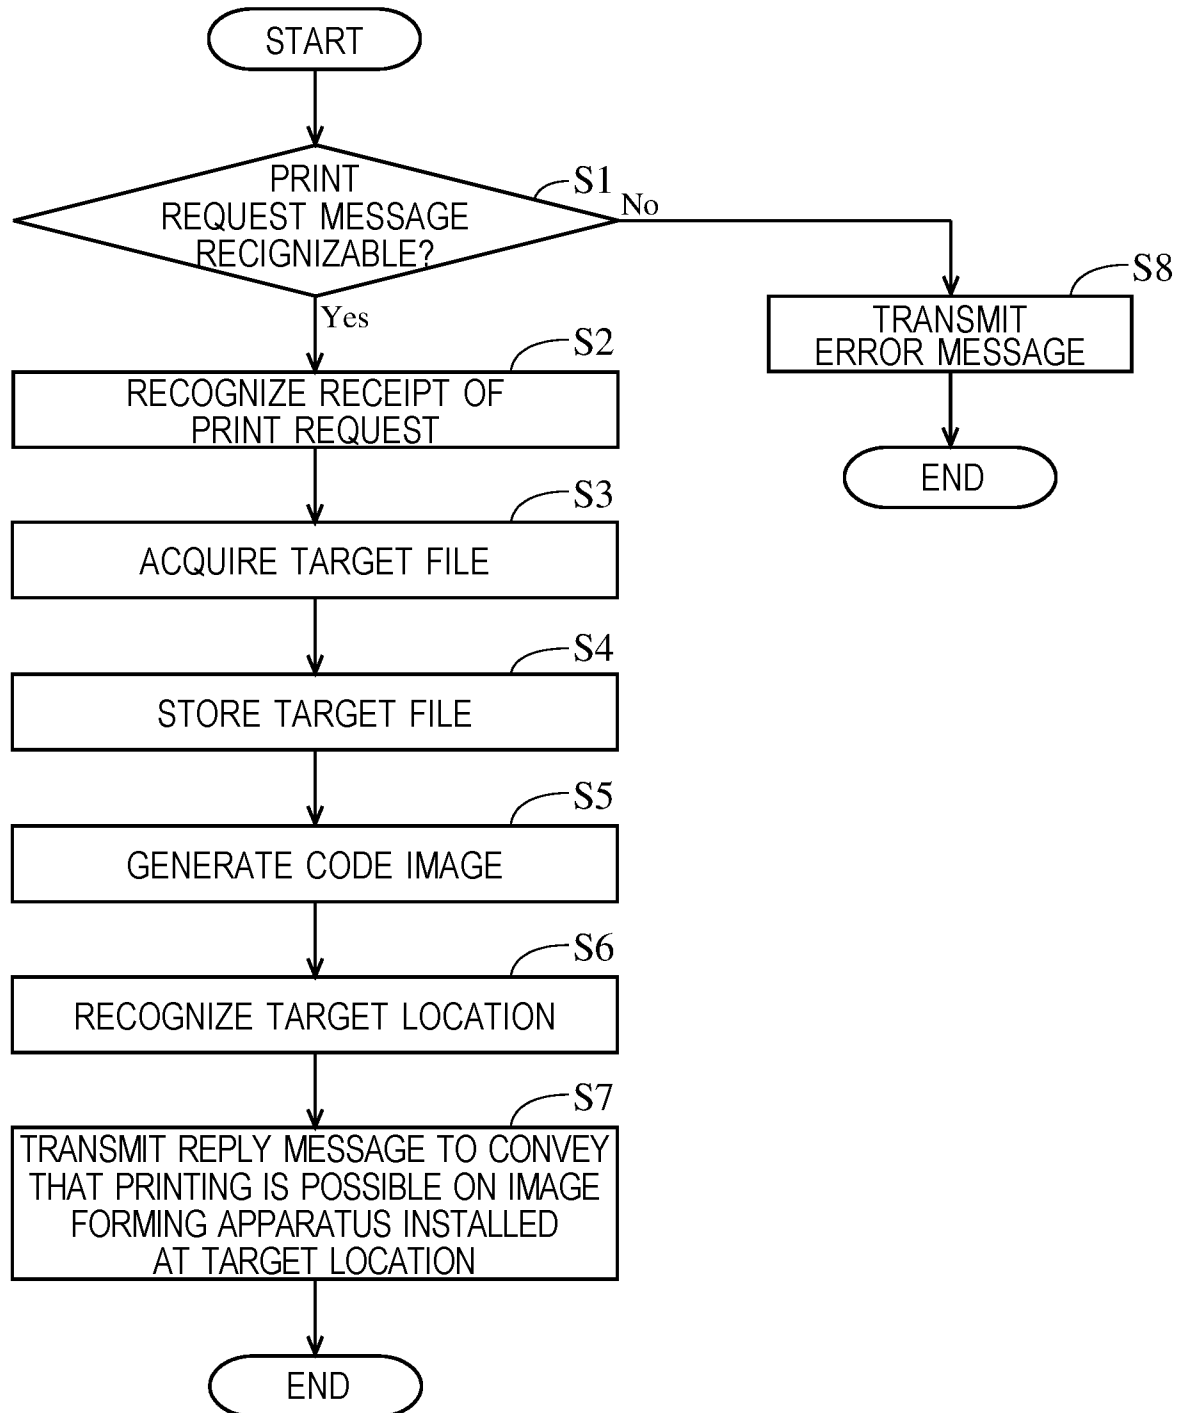 START
PRINT
REQUEST MESSAGE
RECIGNIZABLE?
S1
No
Yes
S8
TRANSMIT
ERROR MESSAGE
END
S2
RECOGNIZE RECEIPT OF
PRINT REQUEST
S3
ACQUIRE TARGET FILE
S4
STORE TARGET FILE
S5
GENERATE CODE IMAGE
S6
RECOGNIZE TARGET LOCATION
S7
TRANSMIT REPLY MESSAGE TO CONVEY
THAT PRINTING IS POSSIBLE ON IMAGE
FORMING APPARATUS INSTALLED
AT TARGET LOCATION
END